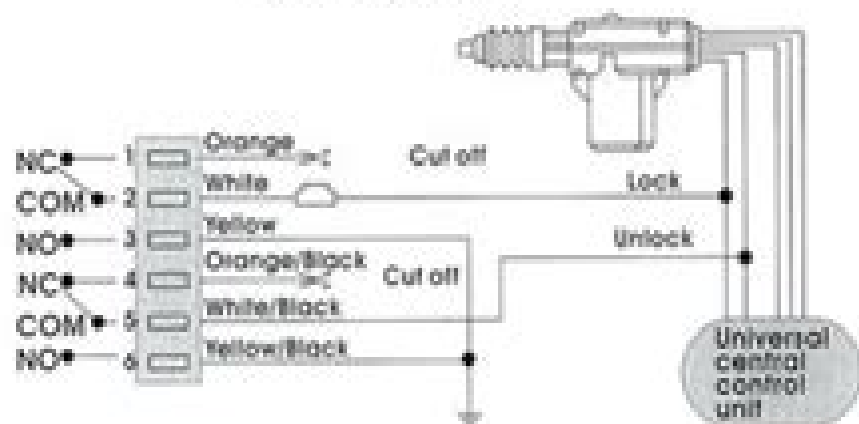 NC 1 Orange Cut off
COM 2 White Lock
NO 3 Yellow Unlock
NC 4 Orange/Black Cut off
COM 5 White/Black
NO 6 Yellow/Black
Universal
central
control
unit